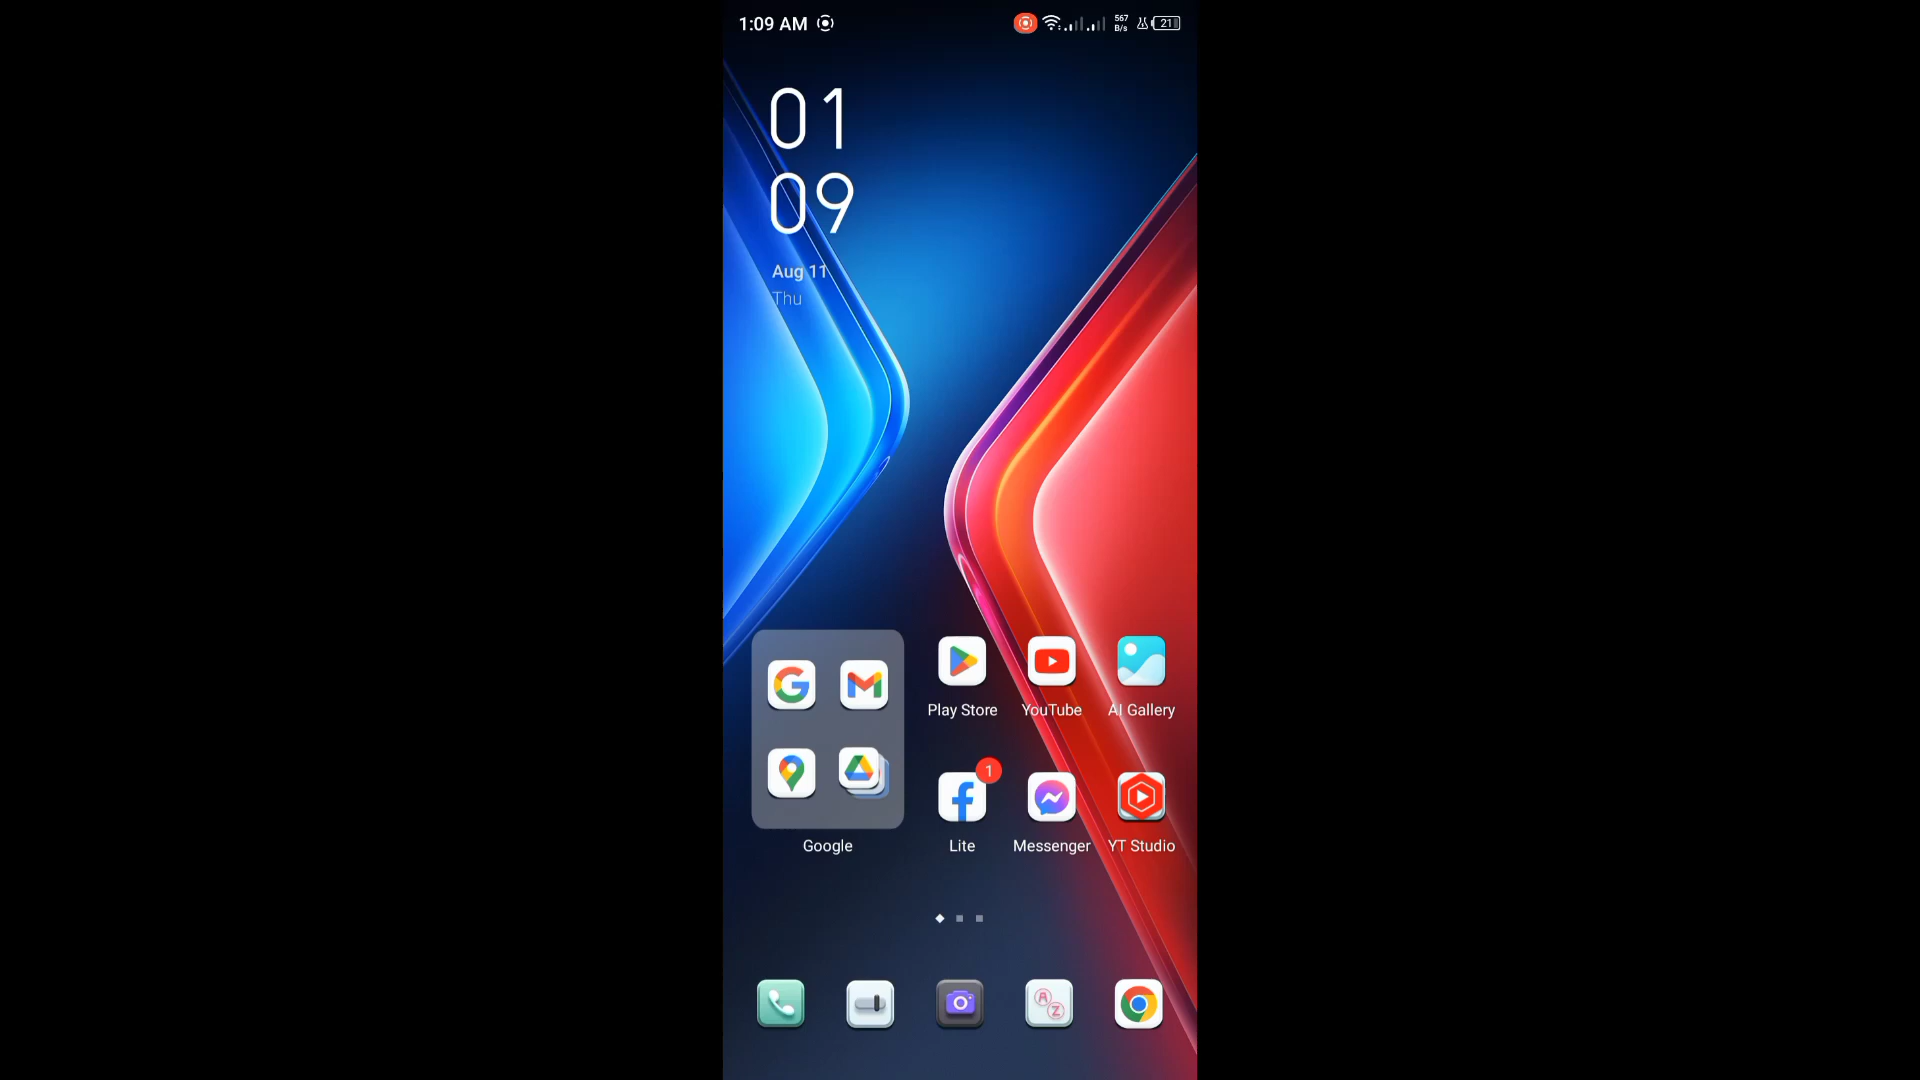 1:09 AM
567
B/s
21
01
09
Aug 11
Thu
Play Store
YouTube
AI Gallery
1
Google
Lite
Messenger
YT Studio
A
Z